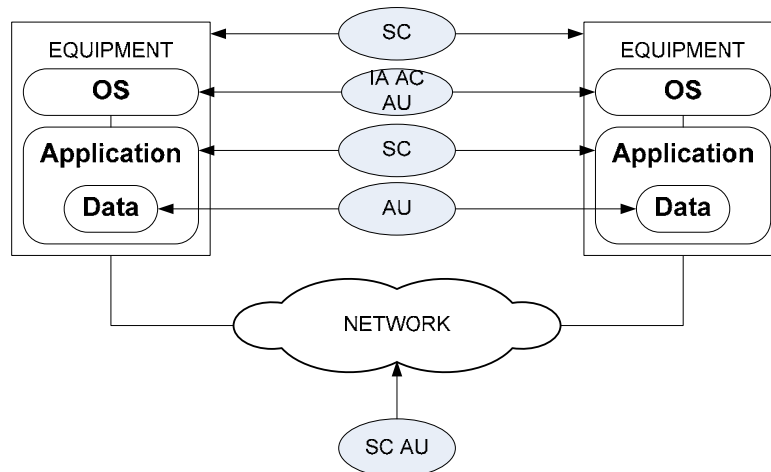 SC
EQUIPMENT
EQUIPMENT
OS
IA AC
AU
OS
Application
SC
Application
Data
AU
Data
NETWORK
SC AU